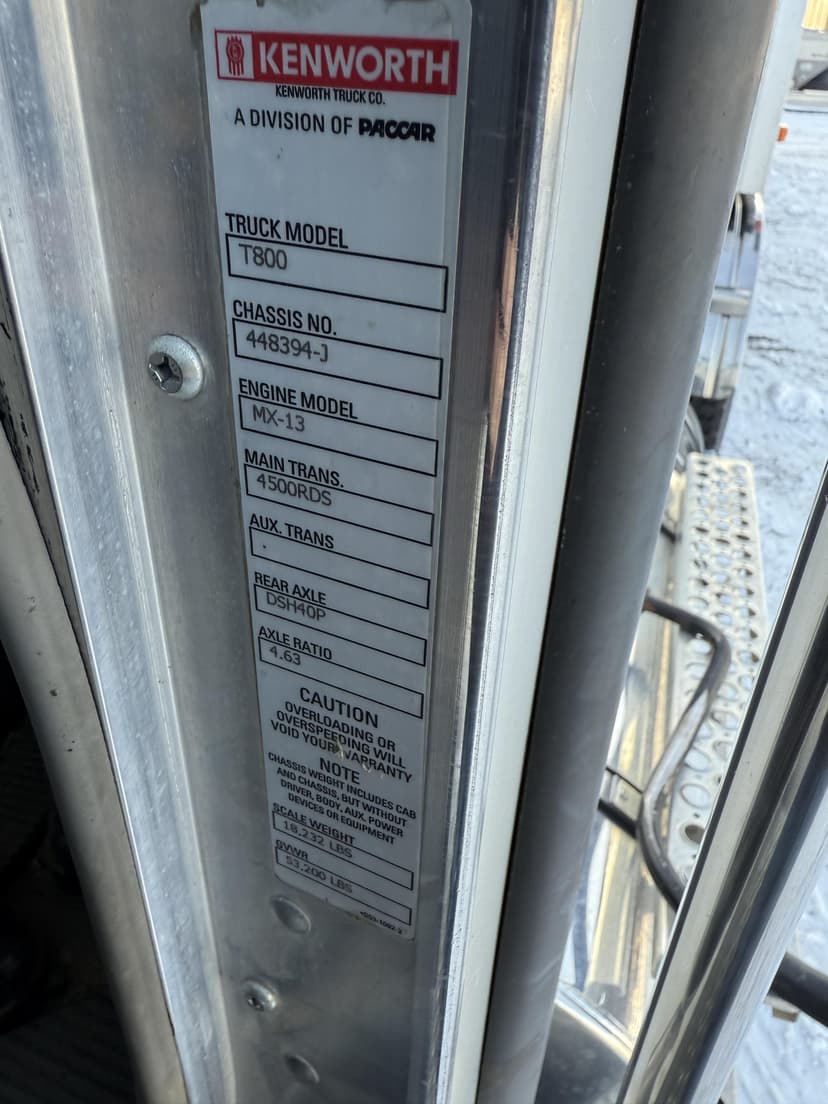 KENWORTH
KENWORTH TRUCK CO.
A DIVISION OF PACCAR
TRUCK MODEL
T800
CHASSIS NO.
448394-J
ENGINE MODEL
MX-13
MAIN TRANS.
4500RDS
AUX. TRANS
.
REAR AXLE
DSH40P
AXLE RATIO
4.63
CAUTION
OVERLOADING OR
OVERSPEEDING WILL
VOID YOUR WARRANTY
NOTE
CHASSIS WEIGHT INCLUDES CAB
AND CHASSIS, BUT WITHOUT
DRIVER, BODY, AUX. POWER
DEVICES OR EQUIPMENT
SCALE WEIGHT
18,232 LBS
GVWR
53,200 LBS